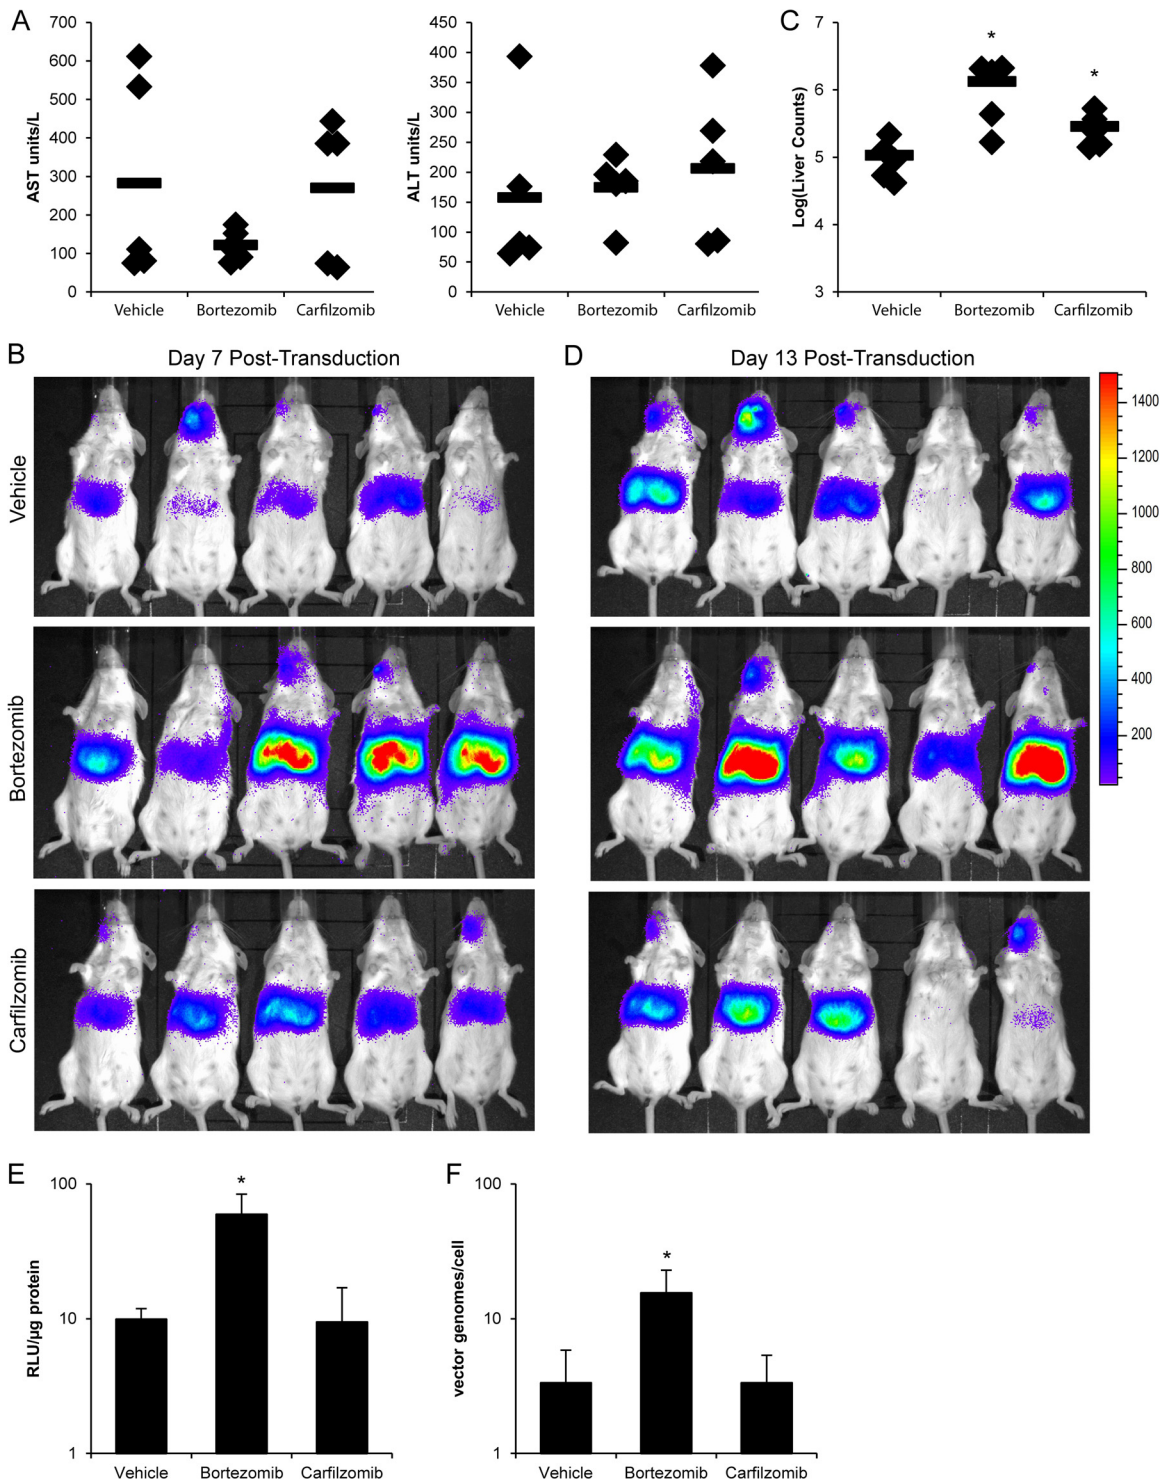 A
AST units/L
700
600
500
400
300
200
100
0
Vehicle
Bortezomib
Carfilzomib
ALT units/L
450
400
350
300
250
200
150
100
50
0
Vehicle
Bortezomib
Carfilzomib
C
Log(Liver Counts)
7
6
5
4
3
*
*
Vehicle
Bortezomib
Carfilzomib
B
Day 7 Post-Transduction
D
Day 13 Post-Transduction
Vehicle
Bortezomib
Carfilzomib
1400
1200
1000
800
600
400
200
E
RLU/µg protein
100
10
1
*
Vehicle
Bortezomib
Carfilzomib
F
vector genomes/cell
100
10
1
*
Vehicle
Bortezomib
Carfilzomib